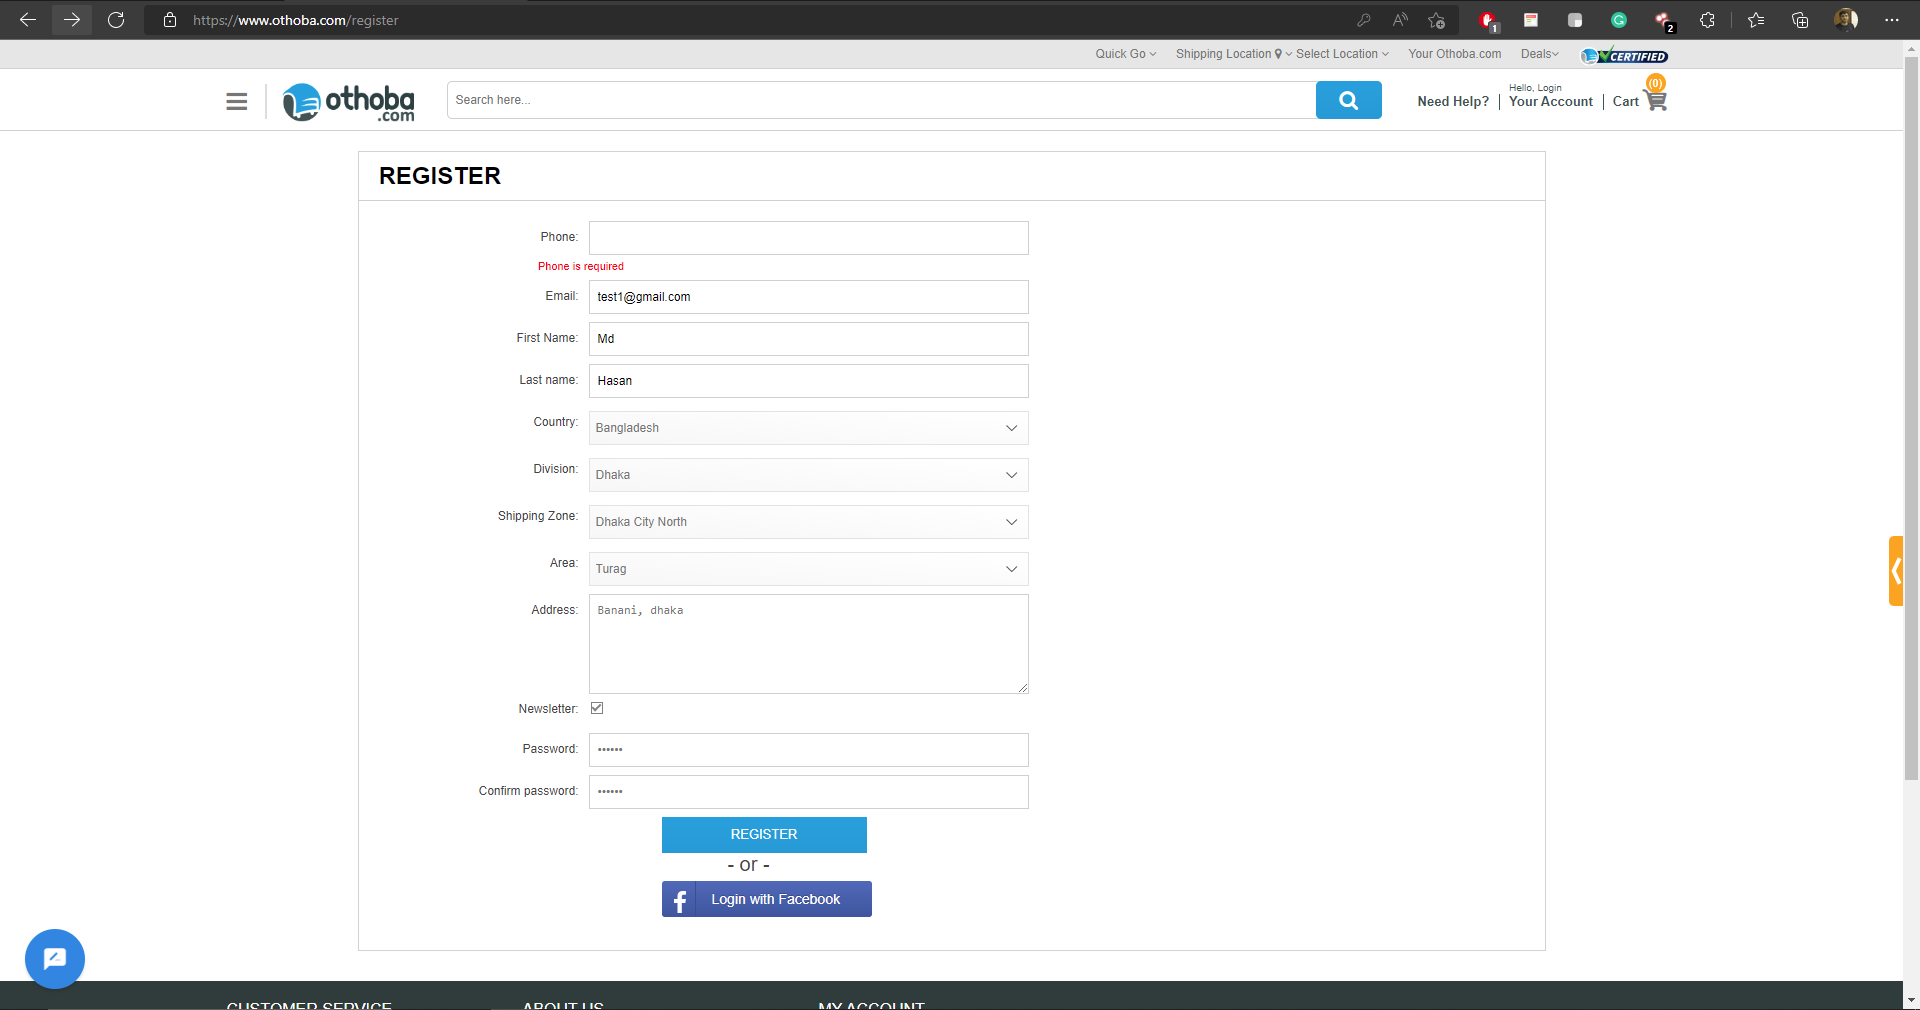 https://www.othoba.com/register
1
2
Quick Go Shipping Location Select Location Your Othoba.com Deals CERTIFIED
othoba
.com
Search here...
Need Help?
Hello, Login
Your Account
Cart
(0)
REGISTER
Phone:
Phone is required
Email: test1@gmail.com
First Name: Md
Last name: Hasan
Country: Bangladesh
Division: Dhaka
Shipping Zone: Dhaka City North
Area: Turag
Address: Banani, dhaka
Newsletter:
Password: ••••••
Confirm password: ••••••
REGISTER
- or -
f Login with Facebook
CUSTOMER SERVICE ABOUT US MY ACCOUNT